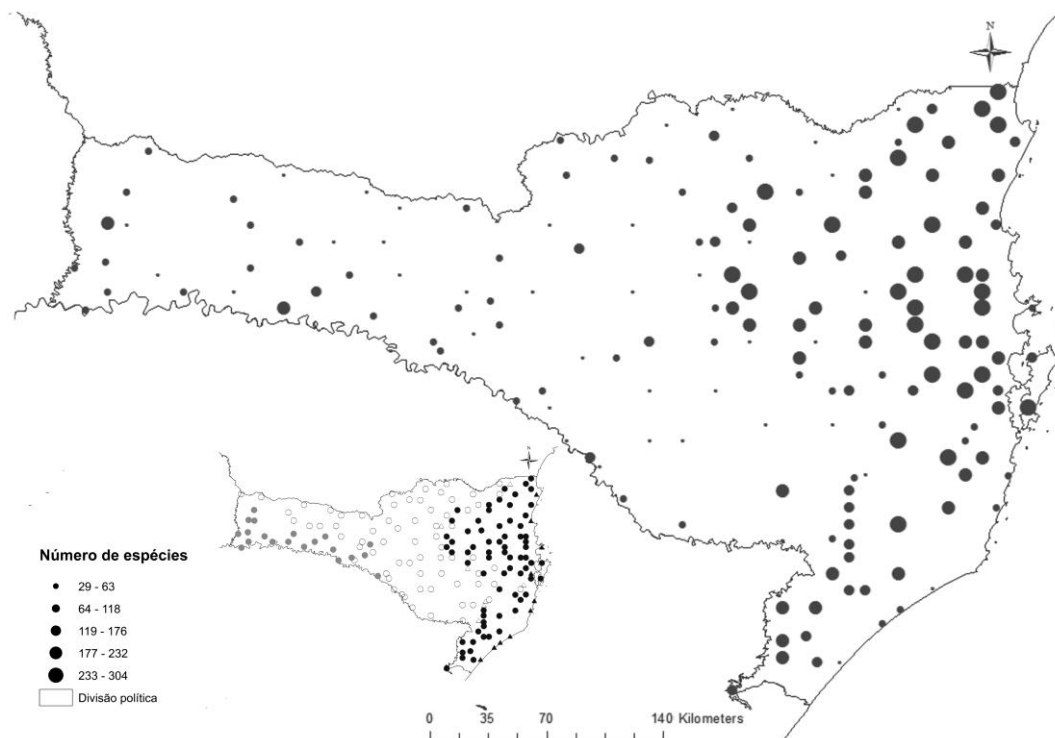 N
N
Número de espécies
29 - 63
64 - 118
119 - 176
177 - 232
233 - 304
Divisão política
0 35 70 140 Kilometers